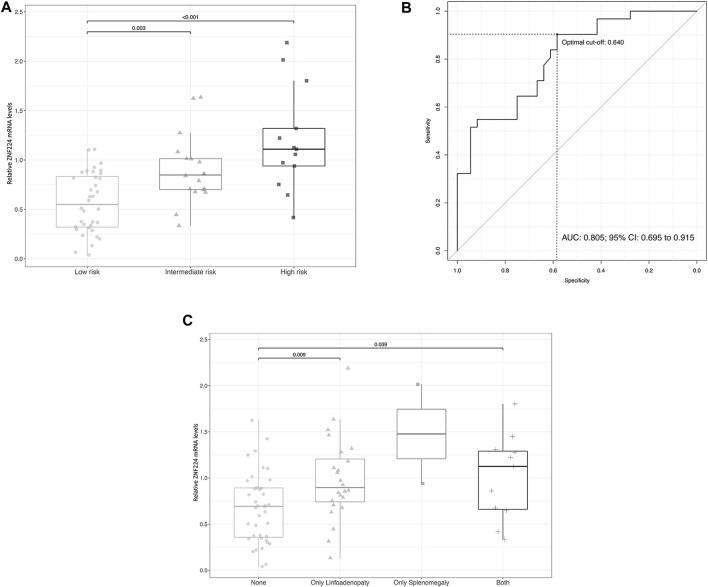 A
<0.001
0.003
2.5
2.0
1.5
1.0
0.5
0.0
Relative ZNF224 mRNA levels
Low risk
Intermediate risk
High risk
B
1.0
0.8
0.6
0.4
0.2
0.0
Sensitivity
Optimal cut-off: 0.640
AUC: 0.805; 95% CI: 0.695 to 0.915
1.0
0.8
0.6
0.4
0.2
0.0
Specificity
C
0.039
0.009
2.5
2.0
1.5
1.0
0.5
0.0
Relative ZNF224 mRNA levels
None
Only Linfoadenopaty
Only Splenomegaly
Both